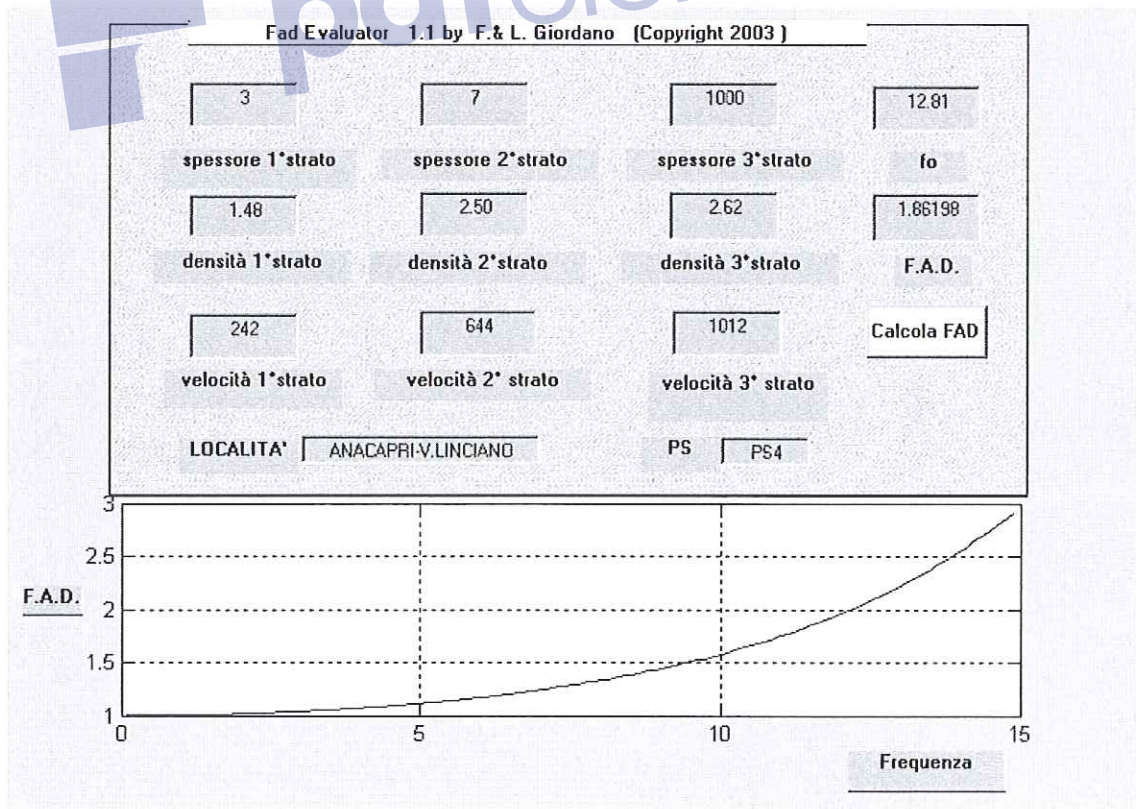 Fad Evaluator 1.1 by F.& L. Giordano (Copyright 2003 )
3 7 1000 12.81
spessore 1°strato spessore 2°strato spessore 3°strato fo
1.48 2.50 2.62 1.86198
densità 1°strato densità 2°strato densità 3°strato F.A.D.
242 644 1012 Calcola FAD
velocità 1°strato velocità 2° strato velocità 3° strato
LOCALITA' ANACAPRI-V.LINCIANO PS PS4
3
2.5
F.A.D.
2
1.5
1
0 5 10 15
Frequenza